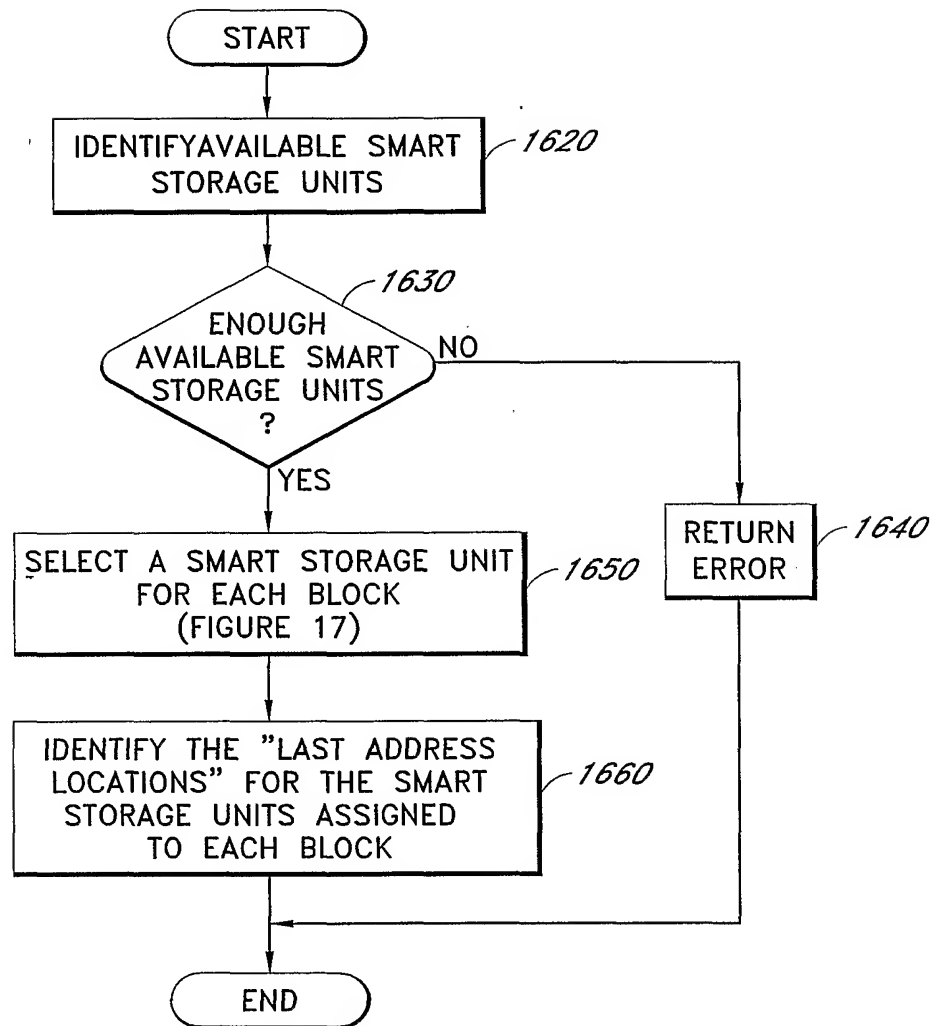 START
IDENTIFYAVAILABLE SMART
STORAGE UNITS
1620
ENOUGH
AVAILABLE SMART
STORAGE UNITS
?
1630
NO
YES
SELECT A SMART STORAGE UNIT
FOR EACH BLOCK
(FIGURE 17)
1650
RETURN
ERROR
1640
IDENTIFY THE "LAST ADDRESS
LOCATIONS" FOR THE SMART
STORAGE UNITS ASSIGNED
TO EACH BLOCK
1660
END